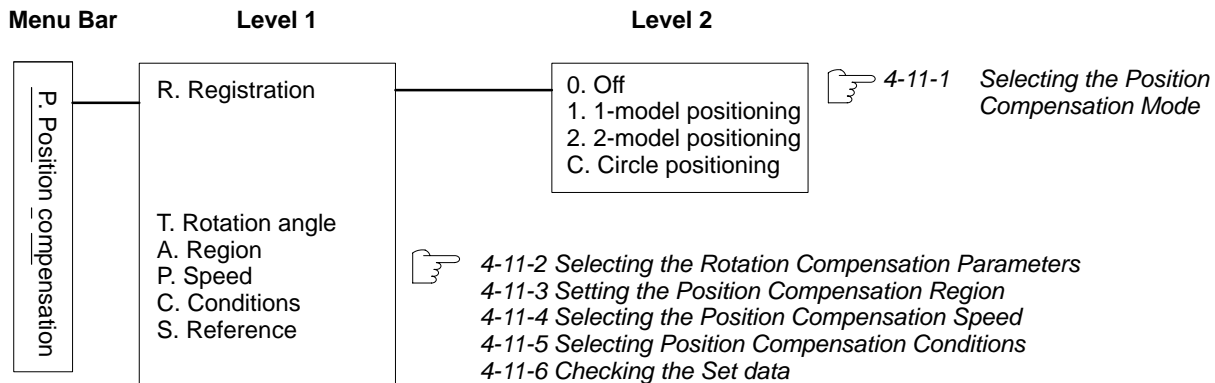 Menu Bar Level 1 Level 2
P. Position compensation
R. Registration
0. Off
1. 1-model positioning
2. 2-model positioning
C. Circle positioning
4-11-1 Selecting the Position
Compensation Mode
T. Rotation angle
A. Region
P. Speed
C. Conditions
S. Reference
4-11-2 Selecting the Rotation Compensation Parameters
4-11-3 Setting the Position Compensation Region
4-11-4 Selecting the Position Compensation Speed
4-11-5 Selecting Position Compensation Conditions
4-11-6 Checking the Set data